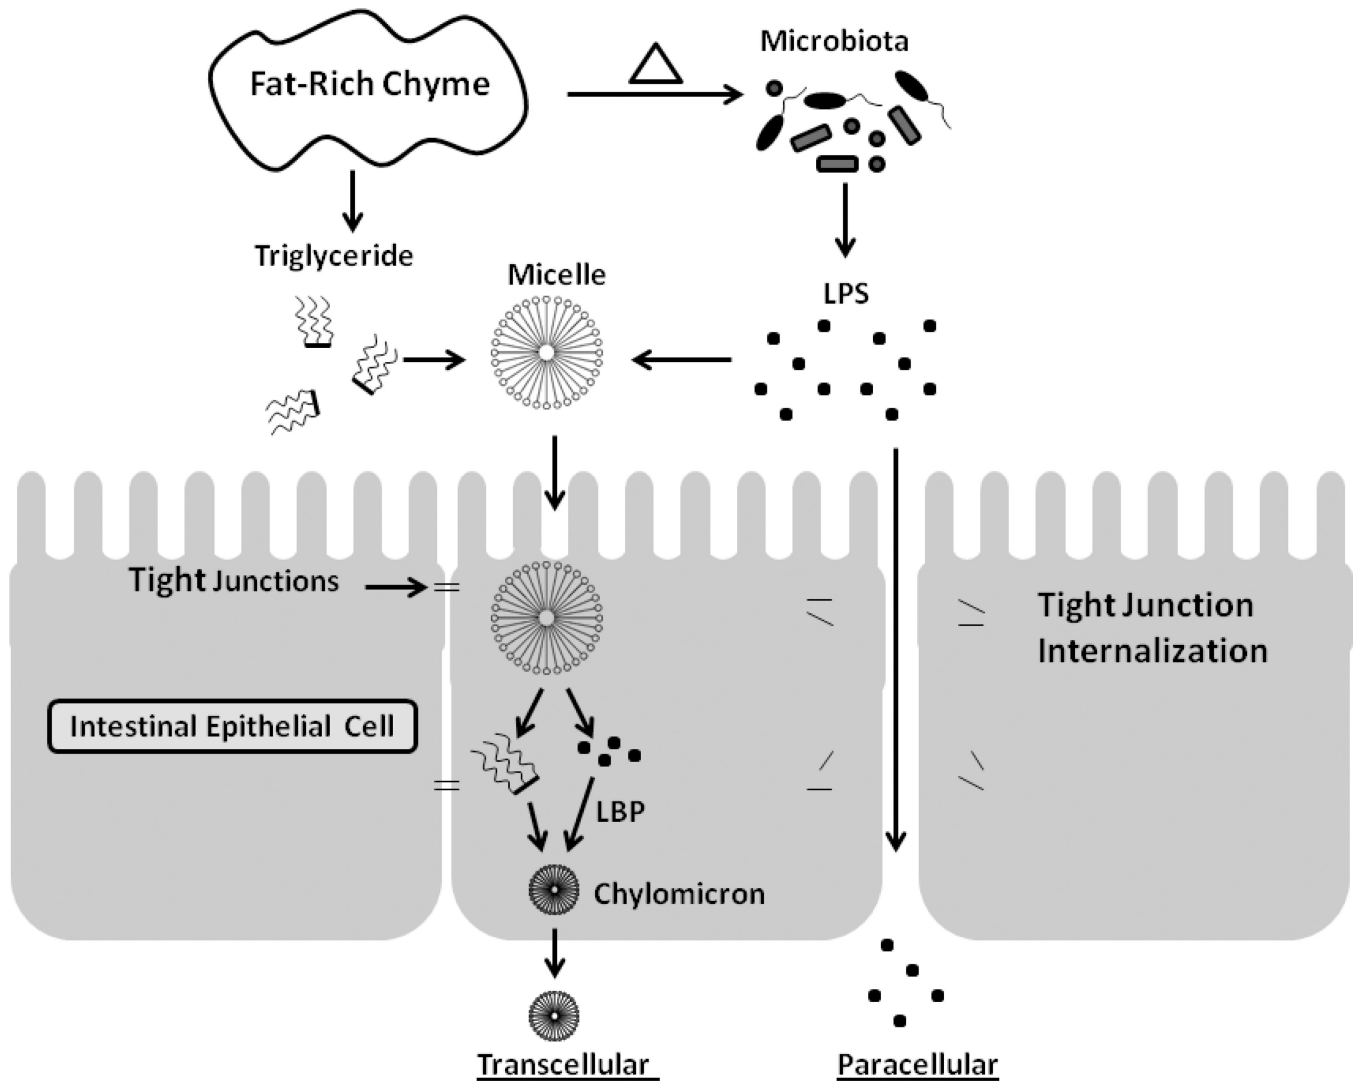 Fat-Rich Chyme
Microbiota
Triglyceride
Micelle
LPS
Tight Junctions
Tight Junction
Internalization
Intestinal Epithelial Cell
LBP
Chylomicron
Transcellular
Paracellular